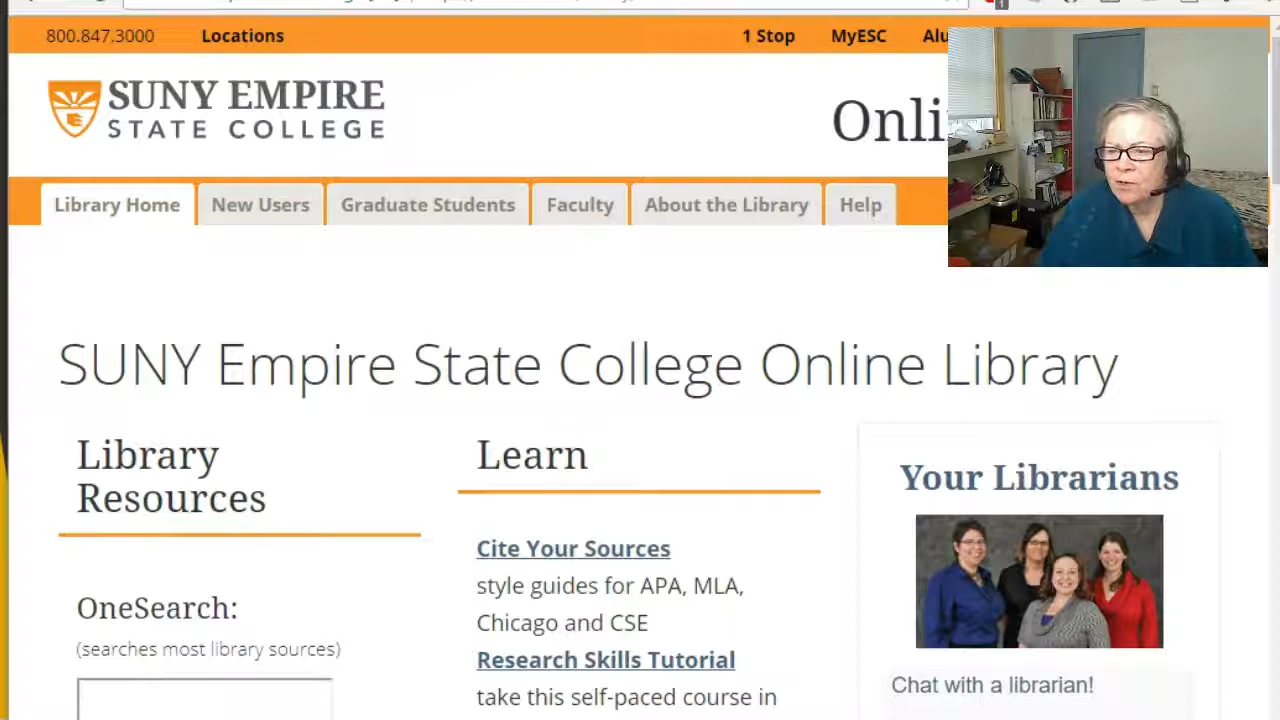 800.847.3000 Locations 1 Stop MyESC Alu
SUNY EMPIRE
STATE COLLEGE
Onli
Library Home New Users Graduate Students Faculty About the Library Help
SUNY Empire State College Online Library
Library
Resources
OneSearch:
(searches most library sources)
Learn
Cite Your Sources
style guides for APA, MLA,
Chicago and CSE
Research Skills Tutorial
take this self-paced course in
Your Librarians
Chat with a librarian!